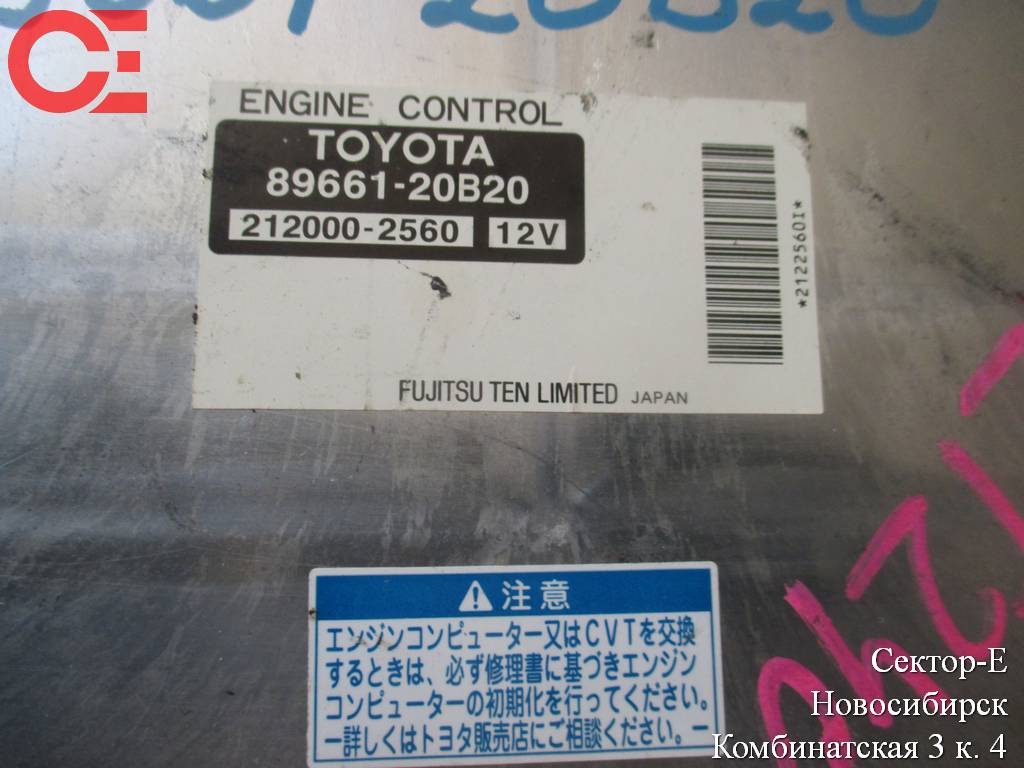 20B20
CE
ENGINE CONTROL
TOYOTA
89661-20B20
212000-2560 12V
*2122560I*
FUJITSU TEN LIMITED JAPAN
注意
エンジンコンピューター又はCVTを交換
するときは、必ず修理書に基づきエンジン
コンピューターの初期化を行ってください。
ー詳しくはトヨタ販売店にご相談ください。ー
Сектор-Е
Новосибирск
Комбинатская 3 к. 4